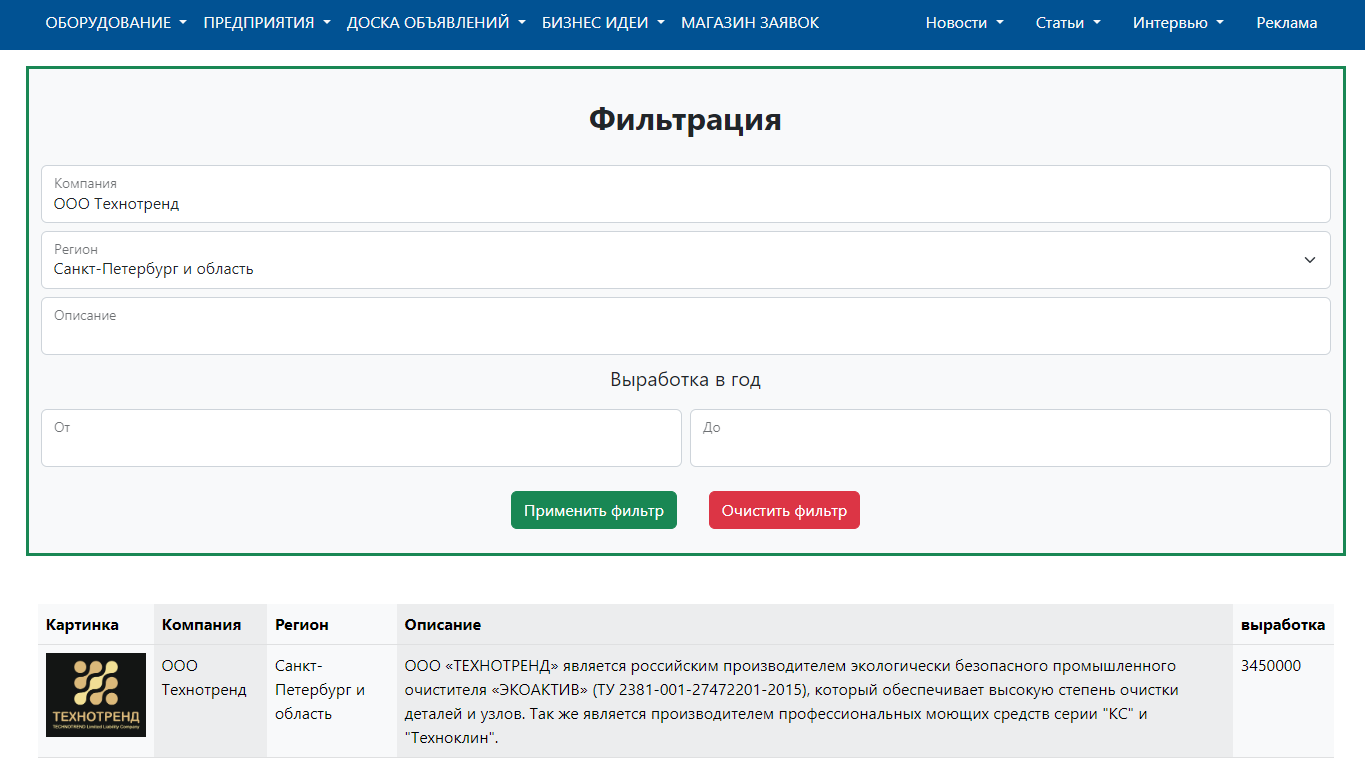 ОБОРУДОВАНИЕ ПРЕДПРИЯТИЯ ДОСКА ОБЪЯВЛЕНИЙ БИЗНЕС ИДЕИ МАГАЗИН ЗАЯВОК Новости Статьи Интервью Реклама
Фильтрация
Компания
ООО Технотренд
Регион
Санкт-Петербург и область
Описание
Выработка в год
От До
Применить фильтр Очистить фильтр
Картинка Компания Регион Описание выработка
ТЕХНОТРЕНД
TECHNOTREND Limited Liability Company
ООО
Технотренд
Санкт-
Петербург и
область
ООО «ТЕХНОТРЕНД» является российским производителем экологически безопасного промышленного
очистителя «ЭКОАКТИВ» (ТУ 2381-001-27472201-2015), который обеспечивает высокую степень очистки
деталей и узлов. Так же является производителем профессиональных моющих средств серии "КС" и
"Техноклин".
3450000